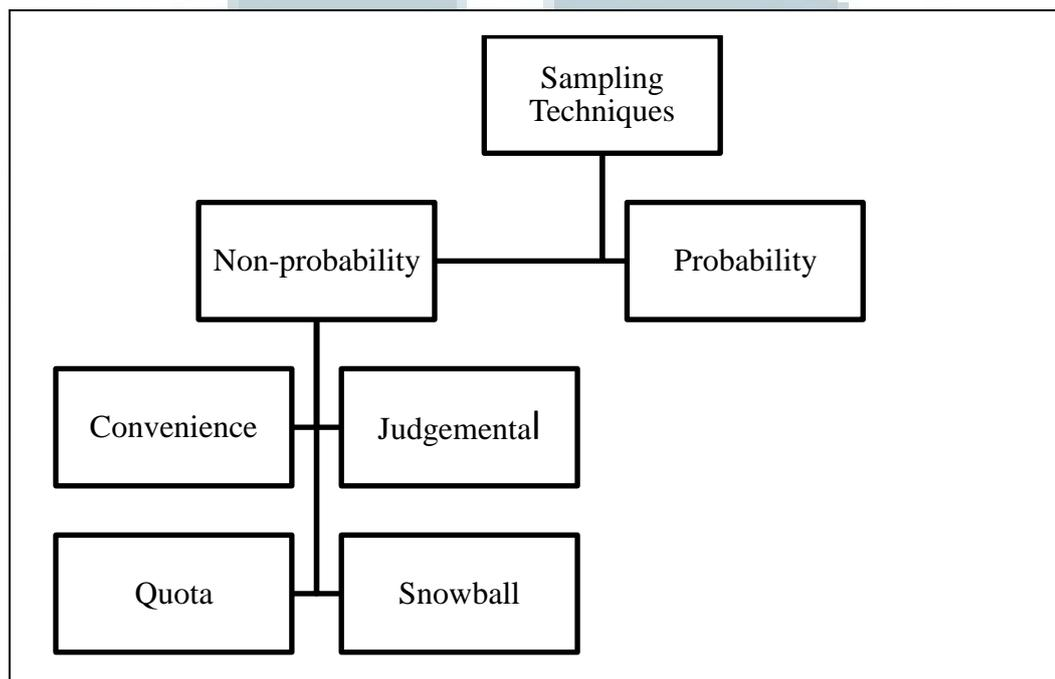 Sampling
Techniques
Non-probability
Probability
Convenience
Judgemental
Quota
Snowball